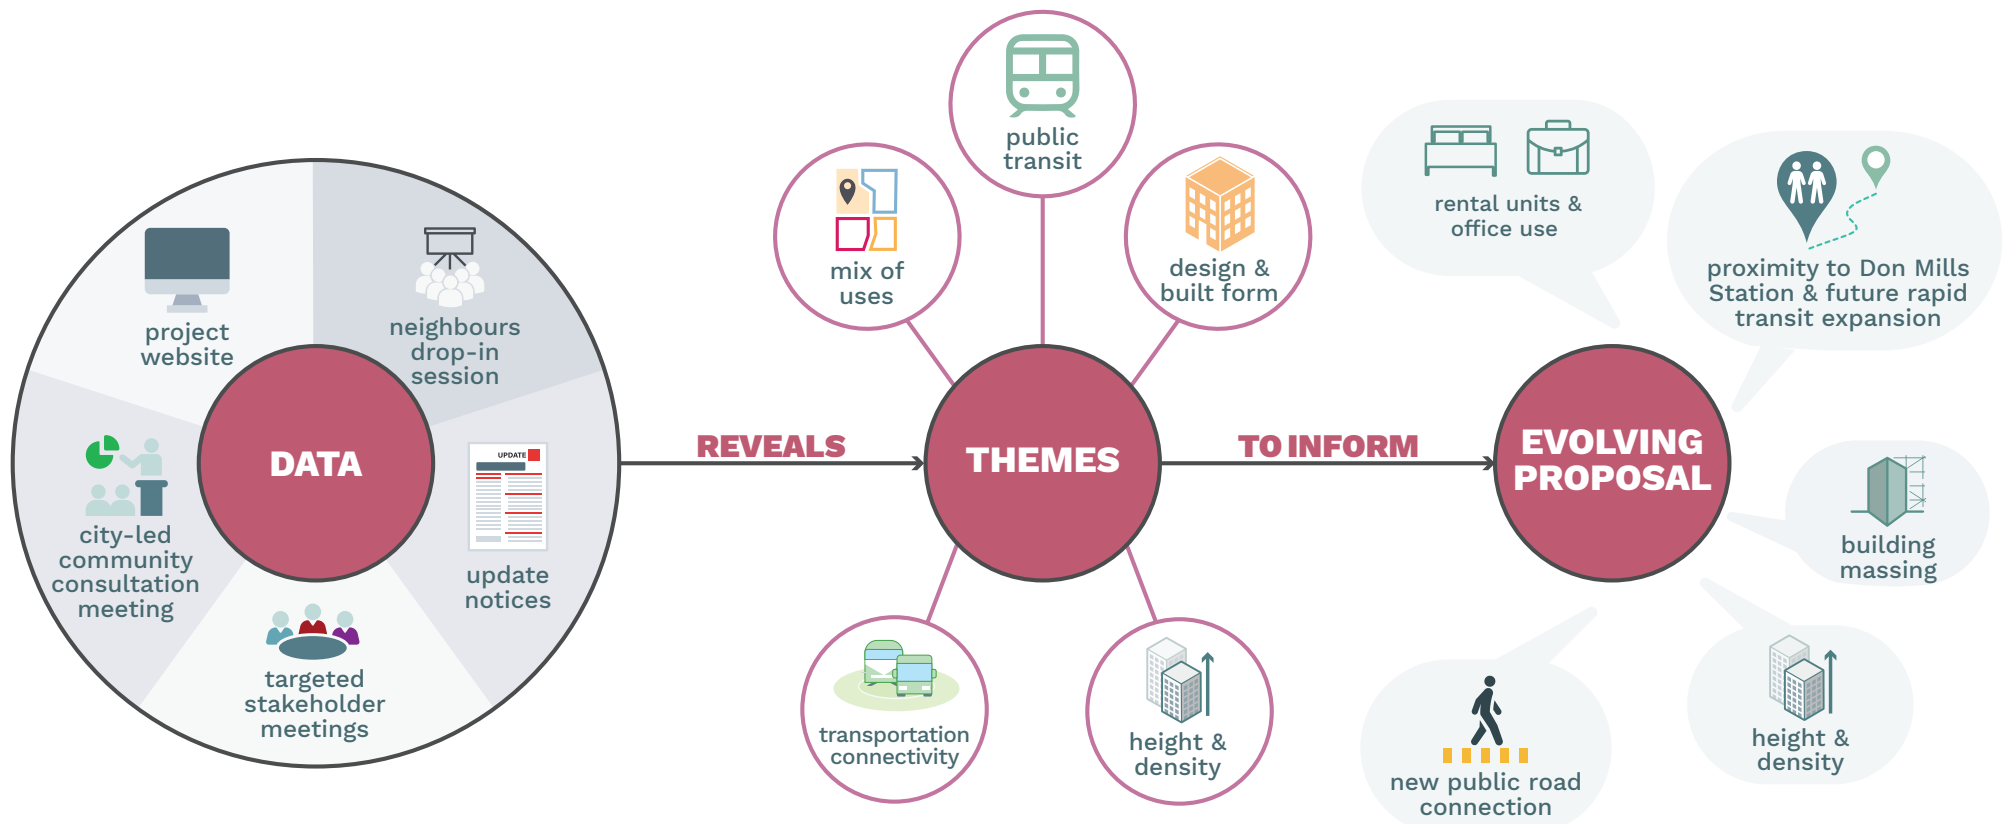 public
transit
mix of
uses
design &
built form
rental units &
office use
proximity to Don Mills
Station & future rapid
transit expansion
project
website
neighbours
drop-in
session
DATA
REVEALS
THEMES
TO INFORM
EVOLVING
PROPOSAL
UPDATE
city-led
community
consultation
meeting
update
notices
targeted
stakeholder
meetings
transportation
connectivity
height &
density
building
massing
new public road
connection
height &
density